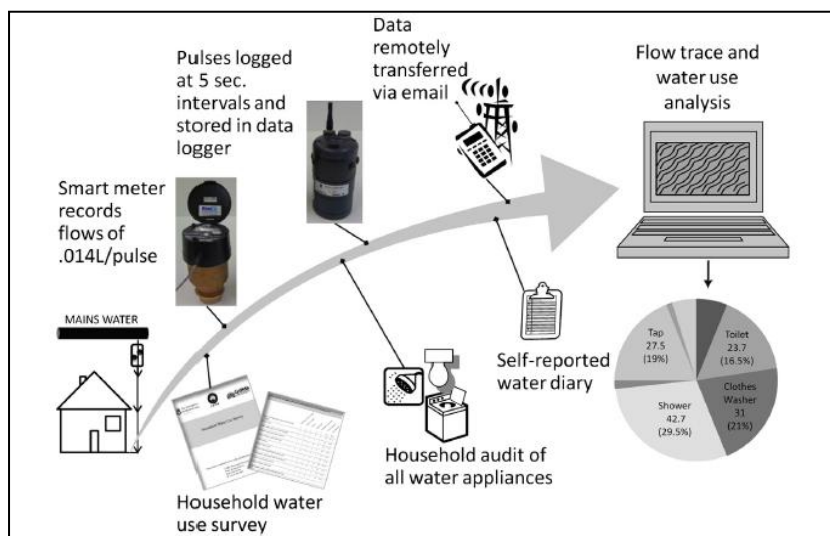 Pulses logged
at 5 sec.
intervals and
stored in data
logger
Data
remotely
transferred
via email
Flow trace and
water use
analysis
Smart meter
records
flows of
.014L/pulse
MAINS WATER
Household water
use survey
Household audit of
all water appliances
Self-reported
water diary
Tap
27.5
(19%)
Toilet
23.7
(16.5%)
Clothes
Washer
31
(21%)
Shower
42.7
(29.5%)